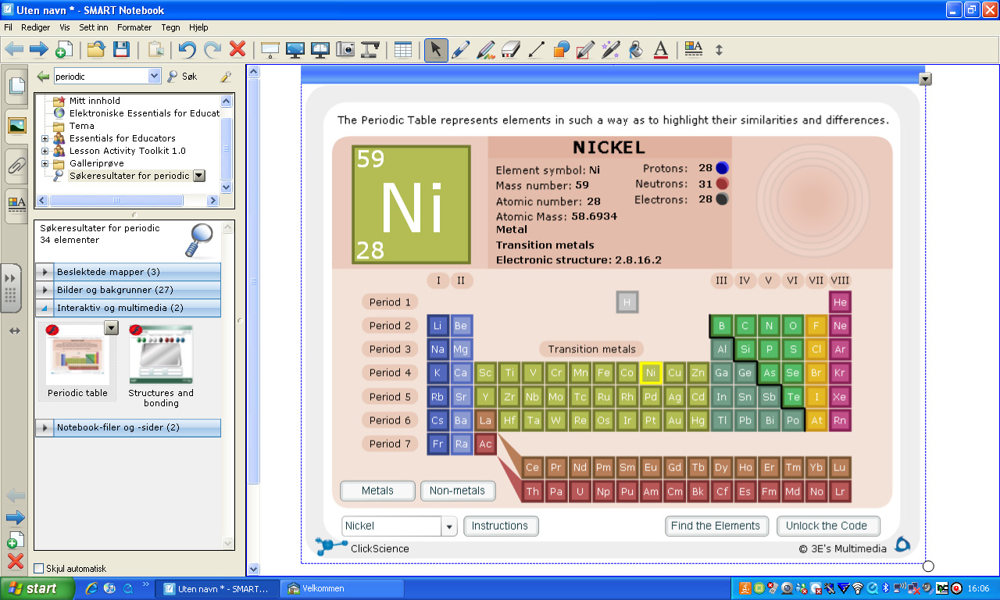 Uten navn * - SMART Notebook
Fil Rediger Vis Sett inn Formater Tegn Hjelp
periodic Søk
Mitt innhold
Elektroniske Essentials for Educat
Tema
Essentials for Educators
Lesson Activity Toolkit 1.0
Galleriprøve
Søkeresultater for periodic
Søkeresultater for periodic
34 elementer
Beslektede mapper (3)
Bilder og bakgrunner (27)
Interaktiv og multimedia (2)
Periodic table
Structures and
bonding
Notebook-filer og -sider (2)
Skjul automatisk
The Periodic Table represents elements in such a way as to highlight their similarities and differences.
59
Ni
28
NICKEL
Element symbol: Ni Protons: 28
Mass number: 59 Neutrons: 31
Atomic number: 28 Electrons: 28
Atomic Mass: 58.6934
Metal
Transition metals
Electronic structure: 2.8.16.2
I II III IV V VI VII VIII
Period 1 H He
Period 2 Li Be B C N O F Ne
Period 3 Na Mg Transition metals Al Si P S Cl Ar
Period 4 K Ca Sc Ti V Cr Mn Fe Co Ni Cu Zn Ga Ge As Se Br Kr
Period 5 Rb Sr Y Zr Nb Mo Tc Ru Rh Pd Ag Cd In Sn Sb Te I Xe
Period 6 Cs Ba La Hf Ta W Re Os Ir Pt Au Hg Tl Pb Bi Po At Rn
Period 7 Fr Ra Ac
Ce Pr Nd Pm Sm Eu Gd Tb Dy Ho Er Tm Yb Lu
Th Pa U Np Pu Am Cm Bk Cf Es Fm Md No Lr
Metals Non-metals
Nickel Instructions Find the Elements Unlock the Code
ClickScience © 3E's Multimedia
start Uten navn * - SMART... Velkommen 16:06